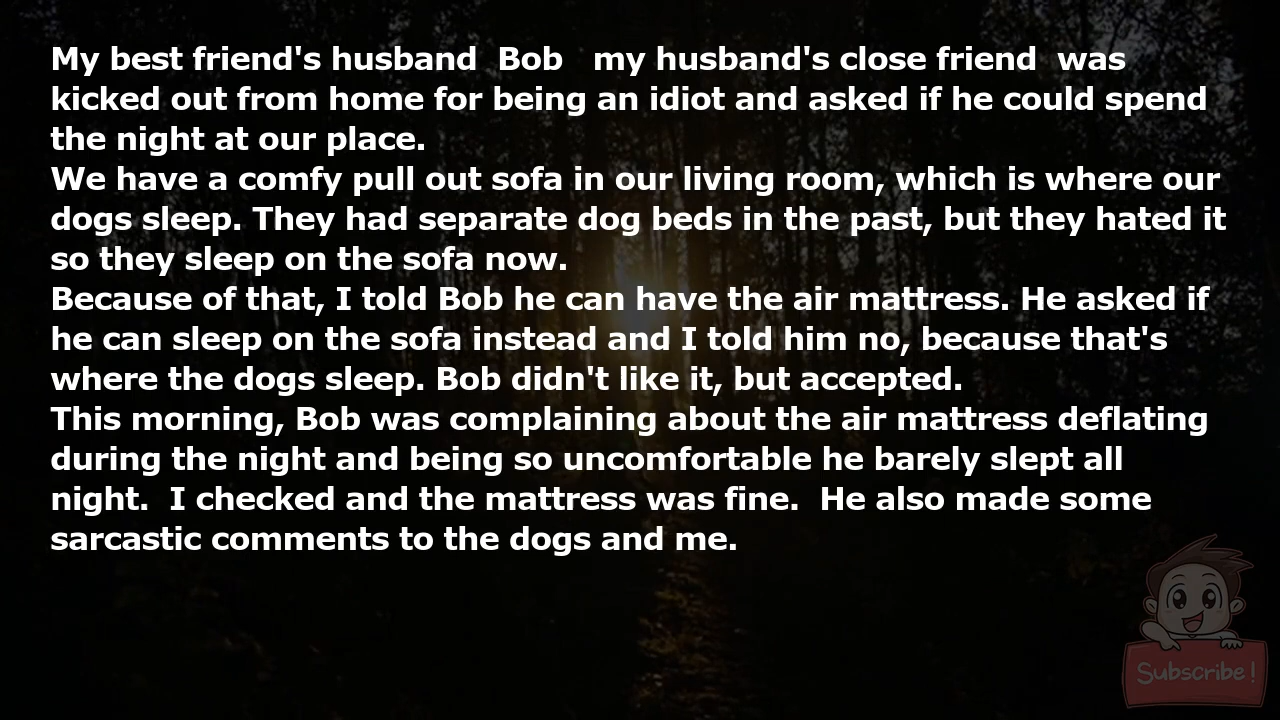 My best friend's husband  Bob   my husband's close friend  was
kicked out from home for being an idiot and asked if he could spend
the night at our place.
We have a comfy pull out sofa in our living room, which is where our
dogs sleep. They had separate dog beds in the past, but they hated it
so they sleep on the sofa now.
Because of that, I told Bob he can have the air mattress. He asked if
he can sleep on the sofa instead and I told him no, because that's
where the dogs sleep. Bob didn't like it, but accepted.
This morning, Bob was complaining about the air mattress deflating
during the night and being so uncomfortable he barely slept all
night.  I checked and the mattress was fine.  He also made some
sarcastic comments to the dogs and me.
Subscribe!